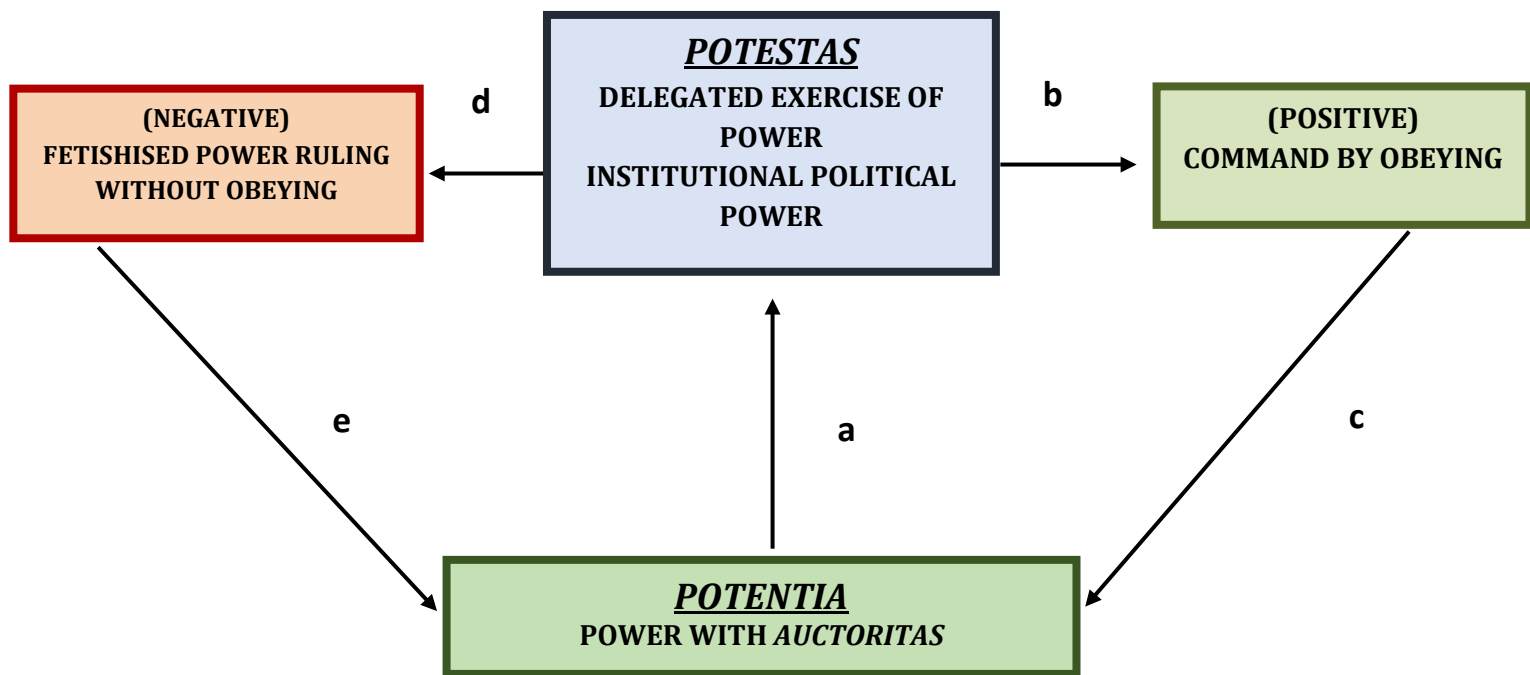 POTESTAS
DELEGATED EXERCISE OF
POWER
INSTITUTIONAL POLITICAL
POWER
d
b
(NEGATIVE)
FETISHISED POWER RULING
WITHOUT OBEYING
(POSITIVE)
COMMAND BY OBEYING
e
a
c
POTENTIA
POWER WITH AUCTORITAS